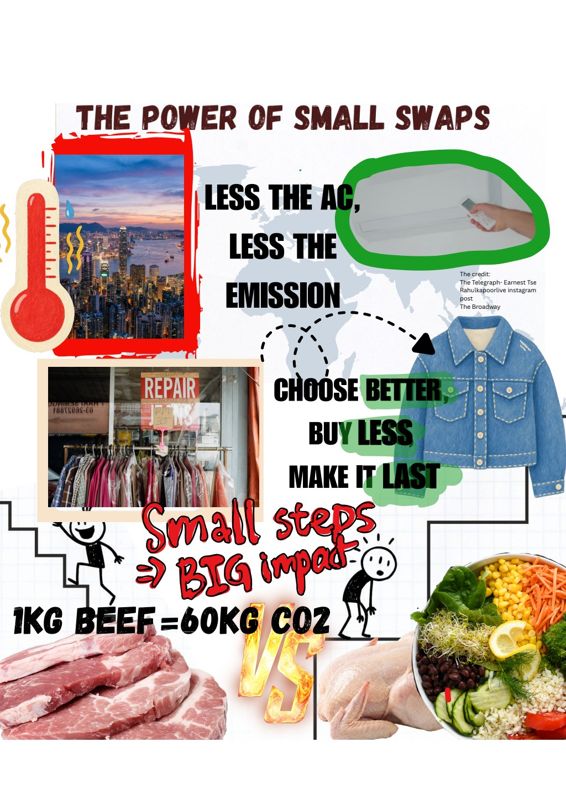 THE POWER OF SMALL SWAPS
LESS THE AC,
LESS THE
EMISSION
The credit:
The Telegraph- Earnest Tse
Rahulkapoorlive instagram
post
The Broadway
REPAIR
CHOOSE BETTER,
BUY LESS
MAKE IT LAST
Small steps
=> BIG impact
1KG BEEF=60KG CO2
VS